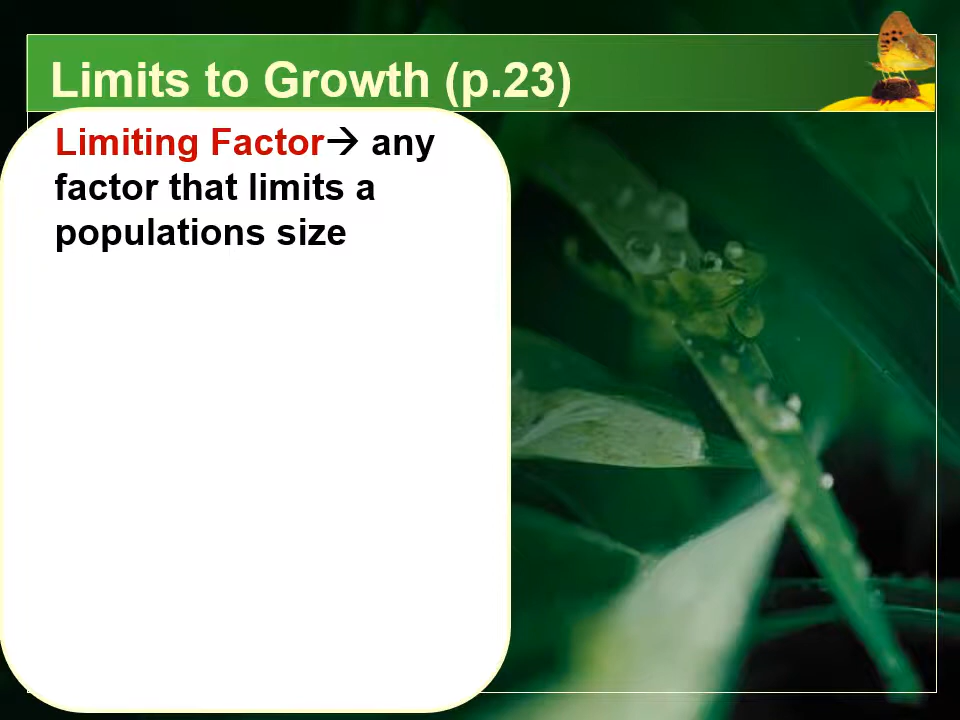 Limits to Growth (p.23)
Limiting Factor→ any
factor that limits a
populations size